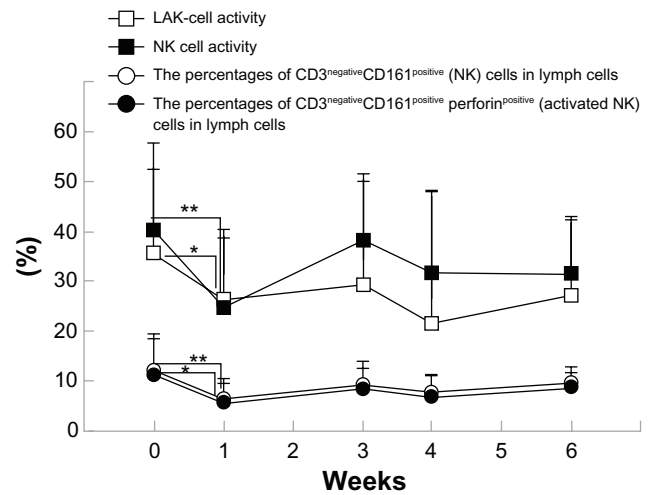 LAK-cell activity
NK cell activity
The percentages of CD3negativeCD161positive (NK) cells in lymph cells
The percentages of CD3negativeCD161positive perforinpositive (activated NK)
cells in lymph cells
60
50
40
30
20
10
0
(%)
**
*
**
*
0 1 2 3 4 6
Weeks